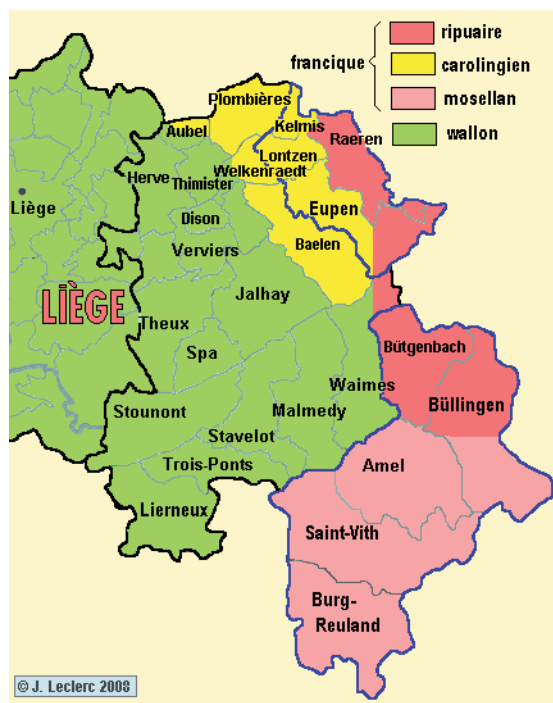 ripuaire
francique
carolingien
mosellan
wallon
Plombières
Aubel
Kelmis
Raeren
Lontzen
Herve
Welkenraedt
Thimister
Liège
Dison
Eupen
Verviers
Baelen
LIÈGE
Jalhay
Theux
Spa
Bütgenbach
Waimes
Büllingen
Stounont
Malmedy
Stavelot
Trois-Ponts
Amel
Lierneux
Saint-Vith
Burg-
Reuland
© J. Leclerc 2008